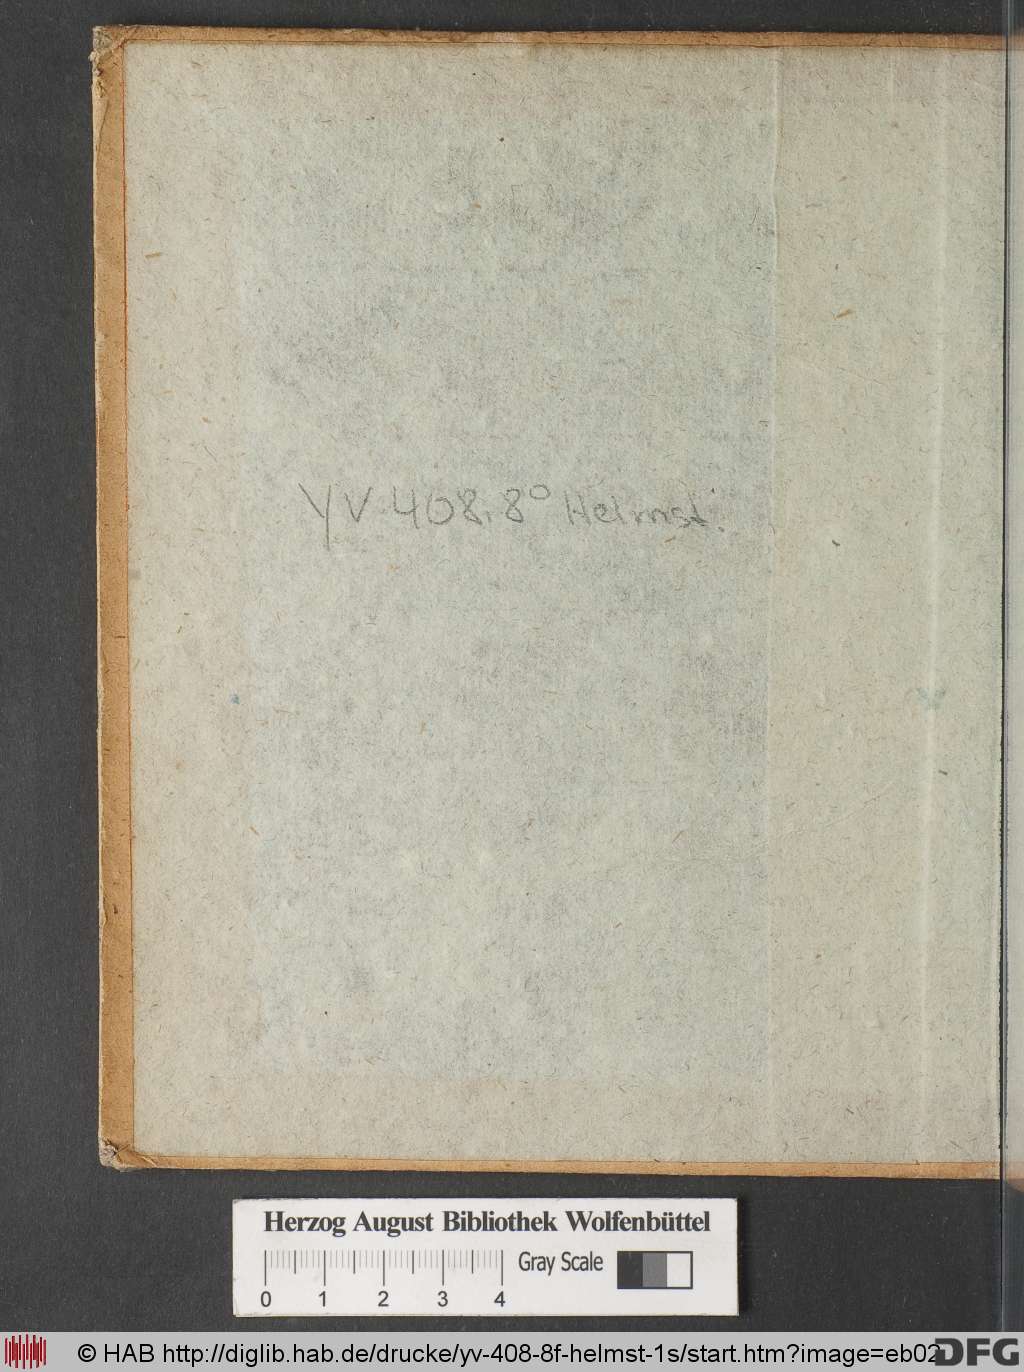 YV 408.8° Helmst.
Herzog August Bibliothek Wolfenbüttel
Gray Scale
0 1 2 3 4
© HAB http://diglib.hab.de/drucke/yv-408-8f-helmst-1s/start.htm?image=eb02
DFG